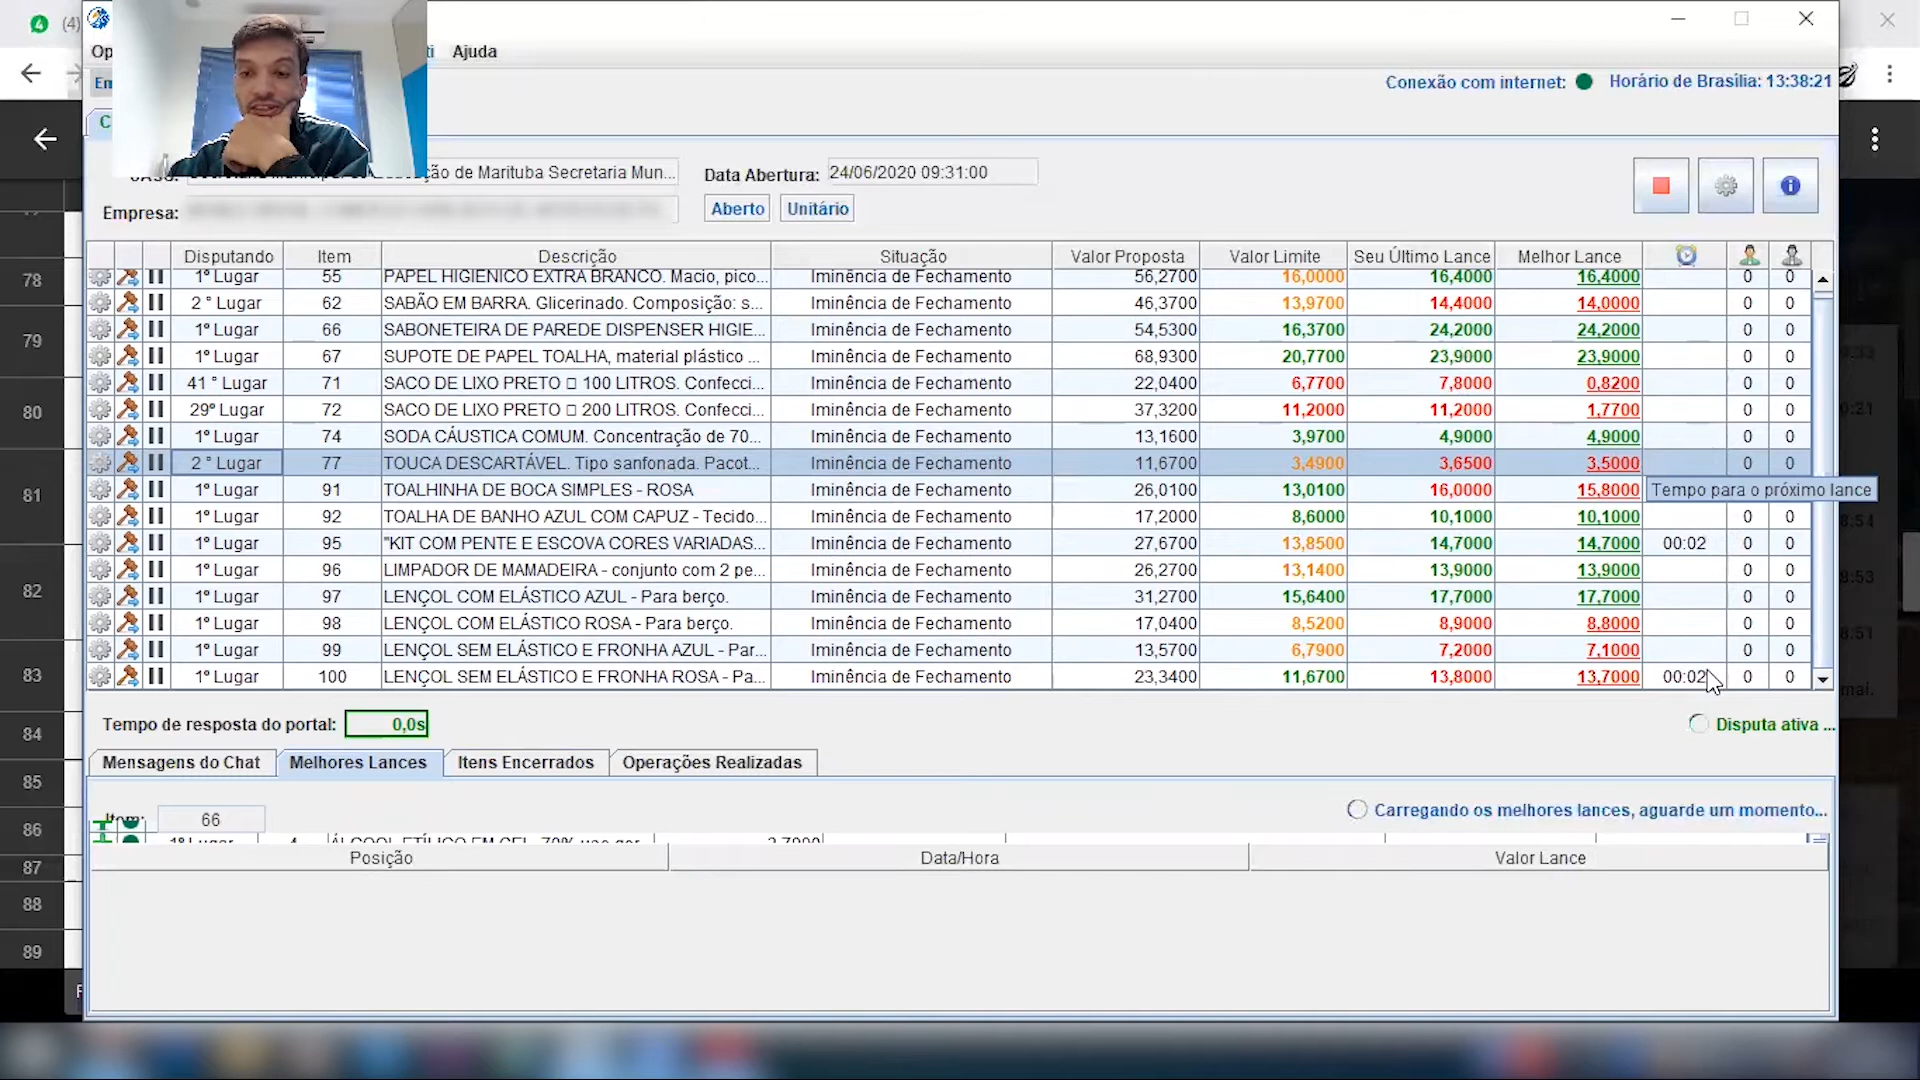 (4)
Op
Ajuda
Em
Conexão com internet:
Horário de Brasília: 13:38:21
C
ção de Marituba Secretaria Mun...
Data Abertura: 24/06/2020 09:31:00
Empresa:
Aberto Unitário
Disputando Item Descrição Situação Valor Proposta Valor Limite Seu Último Lance Melhor Lance
1º Lugar 55 PAPEL HIGIENICO EXTRA BRANCO. Macio, pico... Iminência de Fechamento 56,2700 16,0000 16,4000 16,4000 0 0
2 ° Lugar 62 SABÃO EM BARRA. Glicerinado. Composição: s... Iminência de Fechamento 46,3700 13,9700 14,4000 14,0000 0 0
1º Lugar 66 SABONETEIRA DE PAREDE DISPENSER HIGIE... Iminência de Fechamento 54,5300 16,3700 24,2000 24,2000 0 0
1º Lugar 67 SUPOTE DE PAPEL TOALHA, material plástico ... Iminência de Fechamento 68,9300 20,7700 23,9000 23,9000 0 0
41 ° Lugar 71 SACO DE LIXO PRETO □ 100 LITROS. Confecci... Iminência de Fechamento 22,0400 6,7700 7,8000 0,8200 0 0
29º Lugar 72 SACO DE LIXO PRETO □ 200 LITROS. Confecci... Iminência de Fechamento 37,3200 11,2000 11,2000 1,7700 0 0
1º Lugar 74 SODA CÁUSTICA COMUM. Concentração de 70... Iminência de Fechamento 13,1600 3,9700 4,9000 4,9000 0 0
2 ° Lugar 77 TOUCA DESCARTÁVEL. Tipo sanfonada. Pacot... Iminência de Fechamento 11,6700 3,4900 3,6500 3,5000 0 0
1º Lugar 91 TOALHINHA DE BOCA SIMPLES - ROSA Iminência de Fechamento 26,0100 13,0100 16,0000 15,8000
Tempo para o próximo lance
1º Lugar 92 TOALHA DE BANHO AZUL COM CAPUZ - Tecido... Iminência de Fechamento 17,2000 8,6000 10,1000 10,1000 0 0
1º Lugar 95 "KIT COM PENTE E ESCOVA CORES VARIADAS... Iminência de Fechamento 27,6700 13,8500 14,7000 14,7000 00:02 0 0
1º Lugar 96 LIMPADOR DE MAMADEIRA - conjunto com 2 pe... Iminência de Fechamento 26,2700 13,1400 13,9000 13,9000 0 0
1º Lugar 97 LENÇOL COM ELÁSTICO AZUL - Para berço. Iminência de Fechamento 31,2700 15,6400 17,7000 17,7000 0 0
1º Lugar 98 LENÇOL COM ELÁSTICO ROSA - Para berço. Iminência de Fechamento 17,0400 8,5200 8,9000 8,8000 0 0
1º Lugar 99 LENÇOL SEM ELÁSTICO E FRONHA AZUL - Par... Iminência de Fechamento 13,5700 6,7900 7,2000 7,1000 0 0
1º Lugar 100 LENÇOL SEM ELÁSTICO E FRONHA ROSA - Pa... Iminência de Fechamento 23,3400 11,6700 13,8000 13,7000 00:02 0 0
Tempo de resposta do portal: 0,0s
Disputa ativa ...
Mensagens do Chat Melhores Lances Itens Encerrados Operações Realizadas
Item: 66
Carregando os melhores lances, aguarde um momento...
Posição Data/Hora Valor Lance
78
79
80
81
82
83
84
85
86
87
88
89